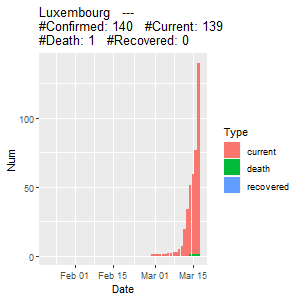 Luxembourg   ---
#Confirmed: 140   #Current: 139
#Death: 1   #Recovered: 0
Num
100
50
0
Feb 01
Feb 15
Mar 01
Mar 15
Date
Type
current
death
recovered